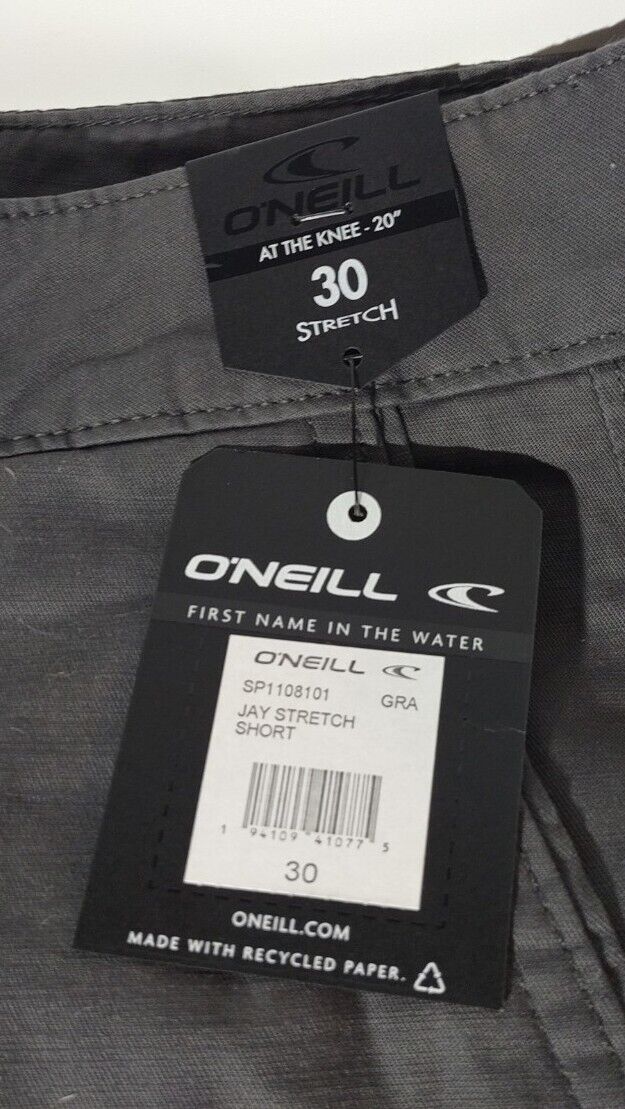 O'NEILL
AT THE KNEE - 20"
30
STRETCH
O'NEILL
FIRST NAME IN THE WATER
O'NEILL
SP1108101 GRA
JAY STRETCH
SHORT
1 94109 41077 5
30
ONEILL.COM
MADE WITH RECYCLED PAPER.